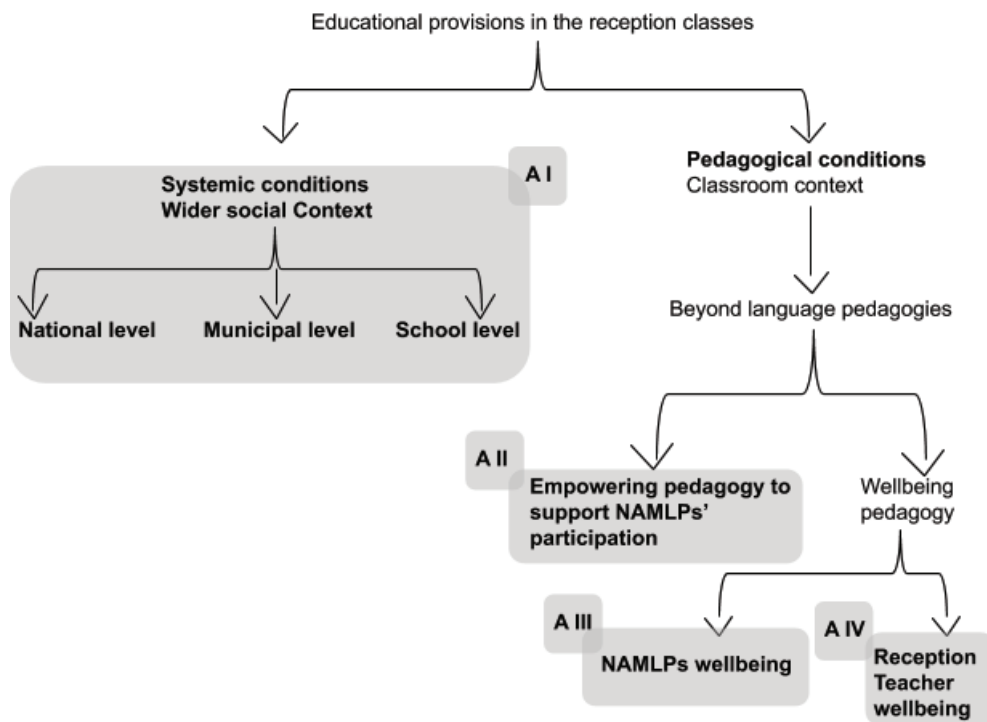 Educational provisions in the reception classes
A I
Systemic conditions
Wider social Context
Pedagogical conditions
Classroom context
National level
Municipal level
School level
Beyond language pedagogies
A II
Empowering pedagogy to
support NAMLPs’
participation
Wellbeing
pedagogy
A III
NAMLPs wellbeing
A IV
Reception
Teacher
wellbeing